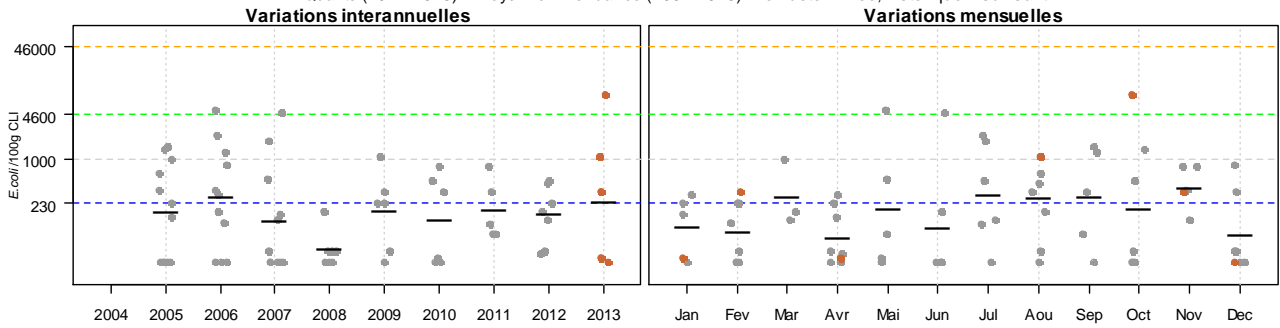 Variations interannuelles
Variations mensuelles
46000
4600
1000
230
E.coli/100g CLI
2004 2005 2006 2007 2008 2009 2010 2011 2012 2013
Jan Fev Mar Avr Mai Jun Jul Aou Sep Oct Nov Dec